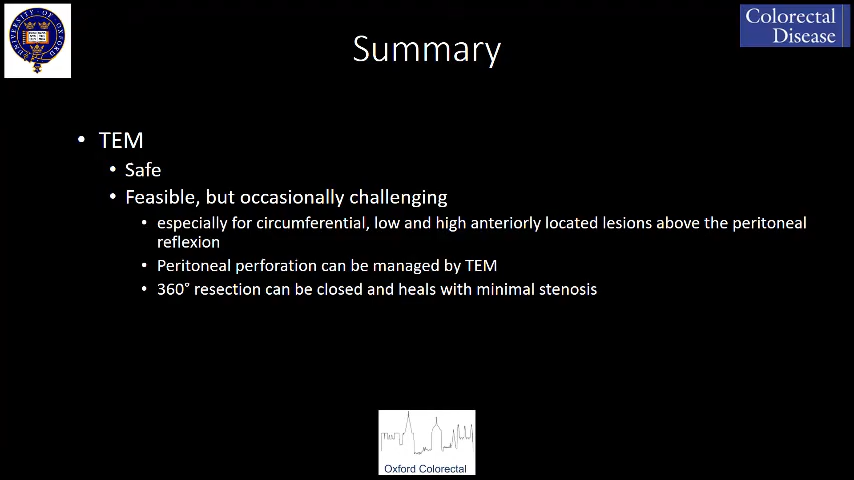 Colorectal
Disease
Summary
• TEM
• Safe
• Feasible, but occasionally challenging
• especially for circumferential, low and high anteriorly located lesions above the peritoneal
reflexion
• Peritoneal perforation can be managed by TEM
• 360° resection can be closed and heals with minimal stenosis
Oxford Colorectal